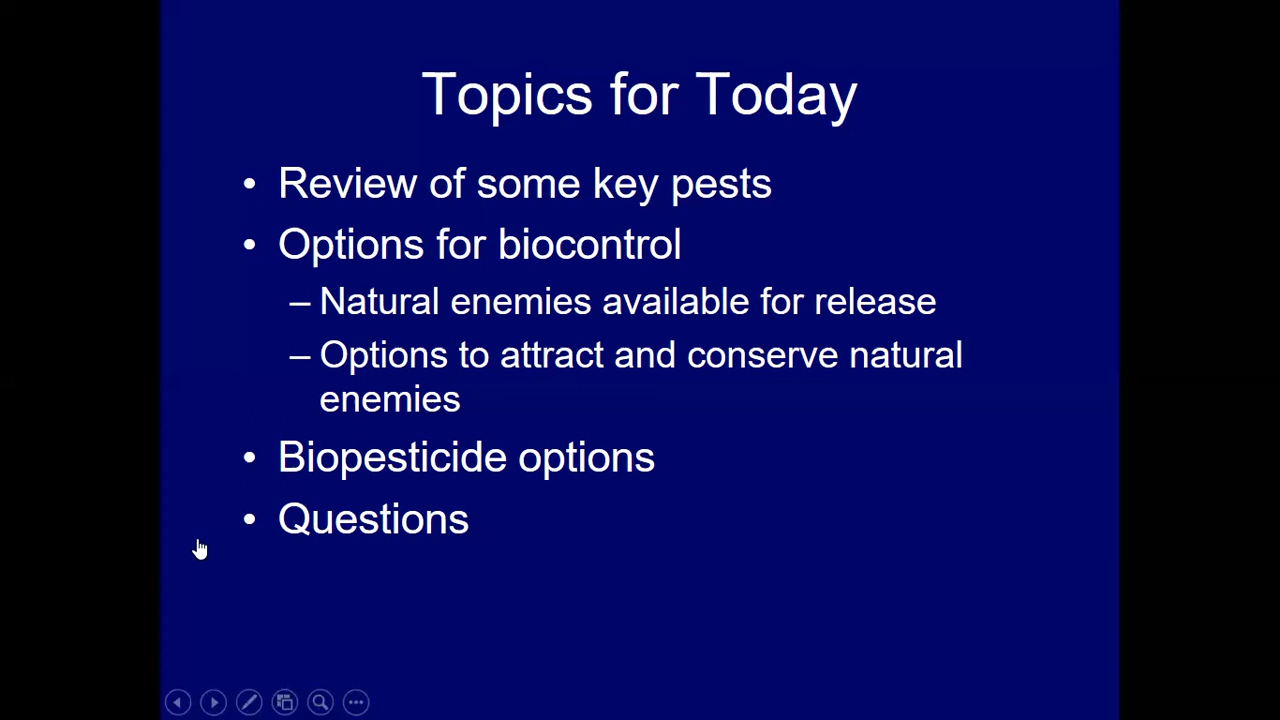 Topics for Today
• Review of some key pests
• Options for biocontrol
– Natural enemies available for release
– Options to attract and conserve natural
enemies
• Biopesticide options
• Questions